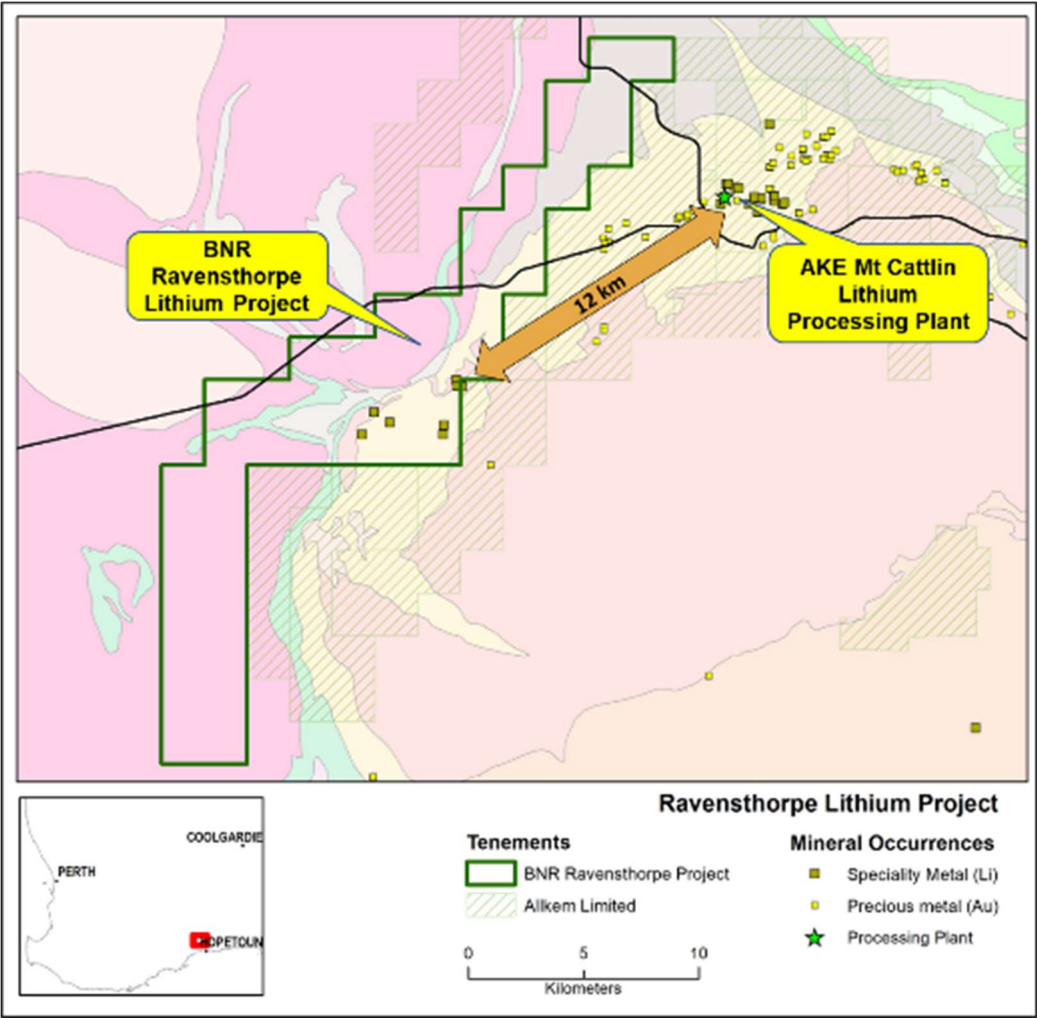 BNR
Ravensthorpe
Lithium Project
12 km
AKE Mt Cattlin
Lithium
Processing Plant
Ravensthorpe Lithium Project
COOLGARDIE
PERTH
HOPETOUN
Tenements
BNR Ravensthorpe Project
Allkem Limited
0 5 10
Kilometers
Mineral Occurrences
Speciality Metal (Li)
Precious metal (Au)
Processing Plant